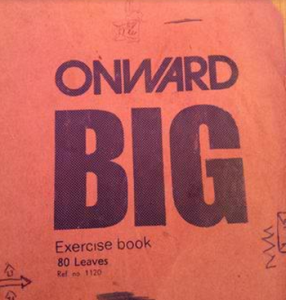 ONWARD
BIG
Exercise book
80 Leaves
Ref. no. 1120